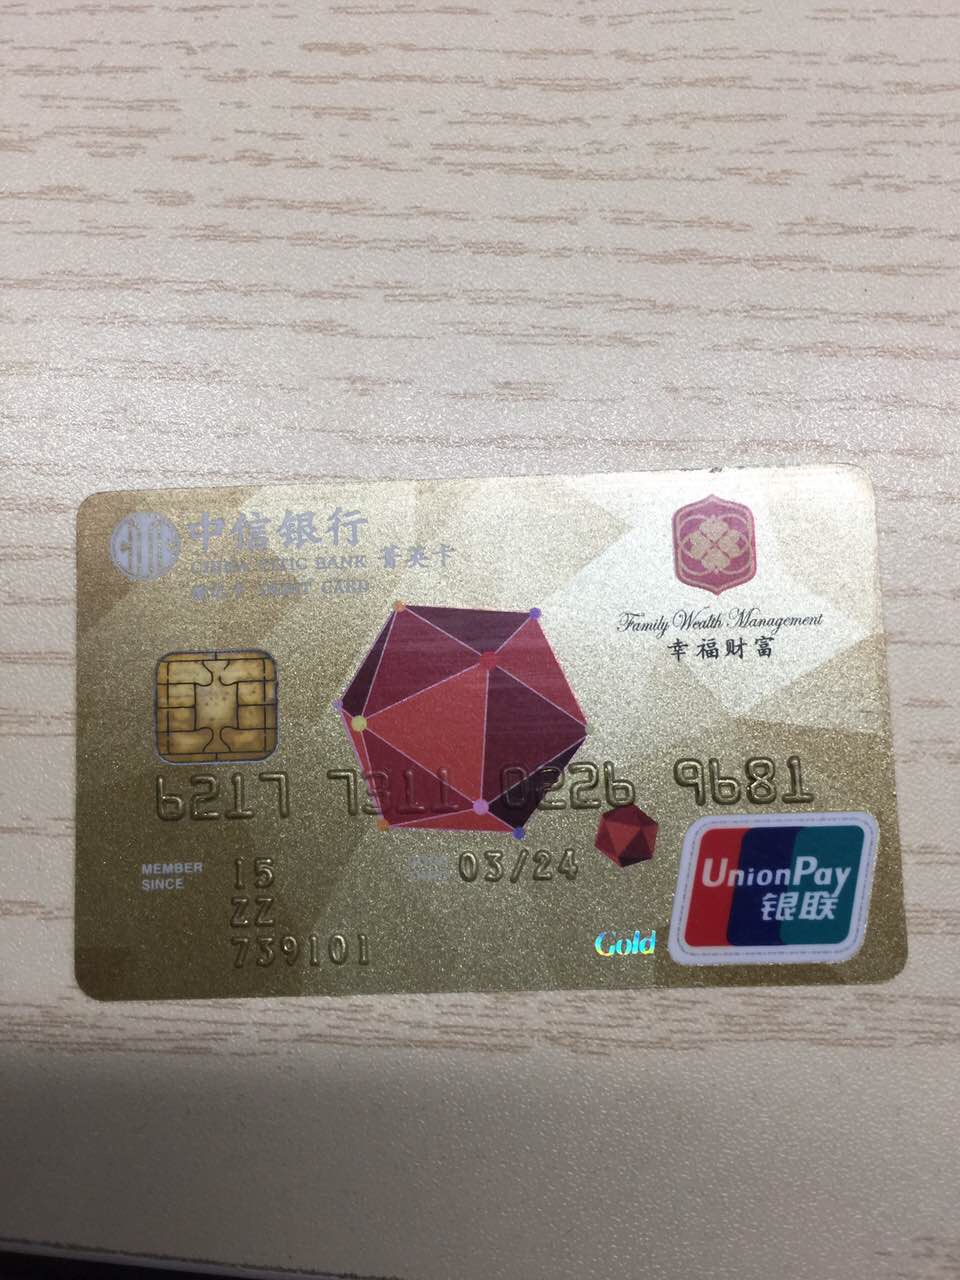 中信银行
CHINA CITIC BANK 菁英卡
借记卡 DEBIT CARD
Family Wealth Management
幸福财富
6217 7311 0226 9681
MEMBER
SINCE 15
03/24
ZZ
739101
Gold
UnionPay
银联